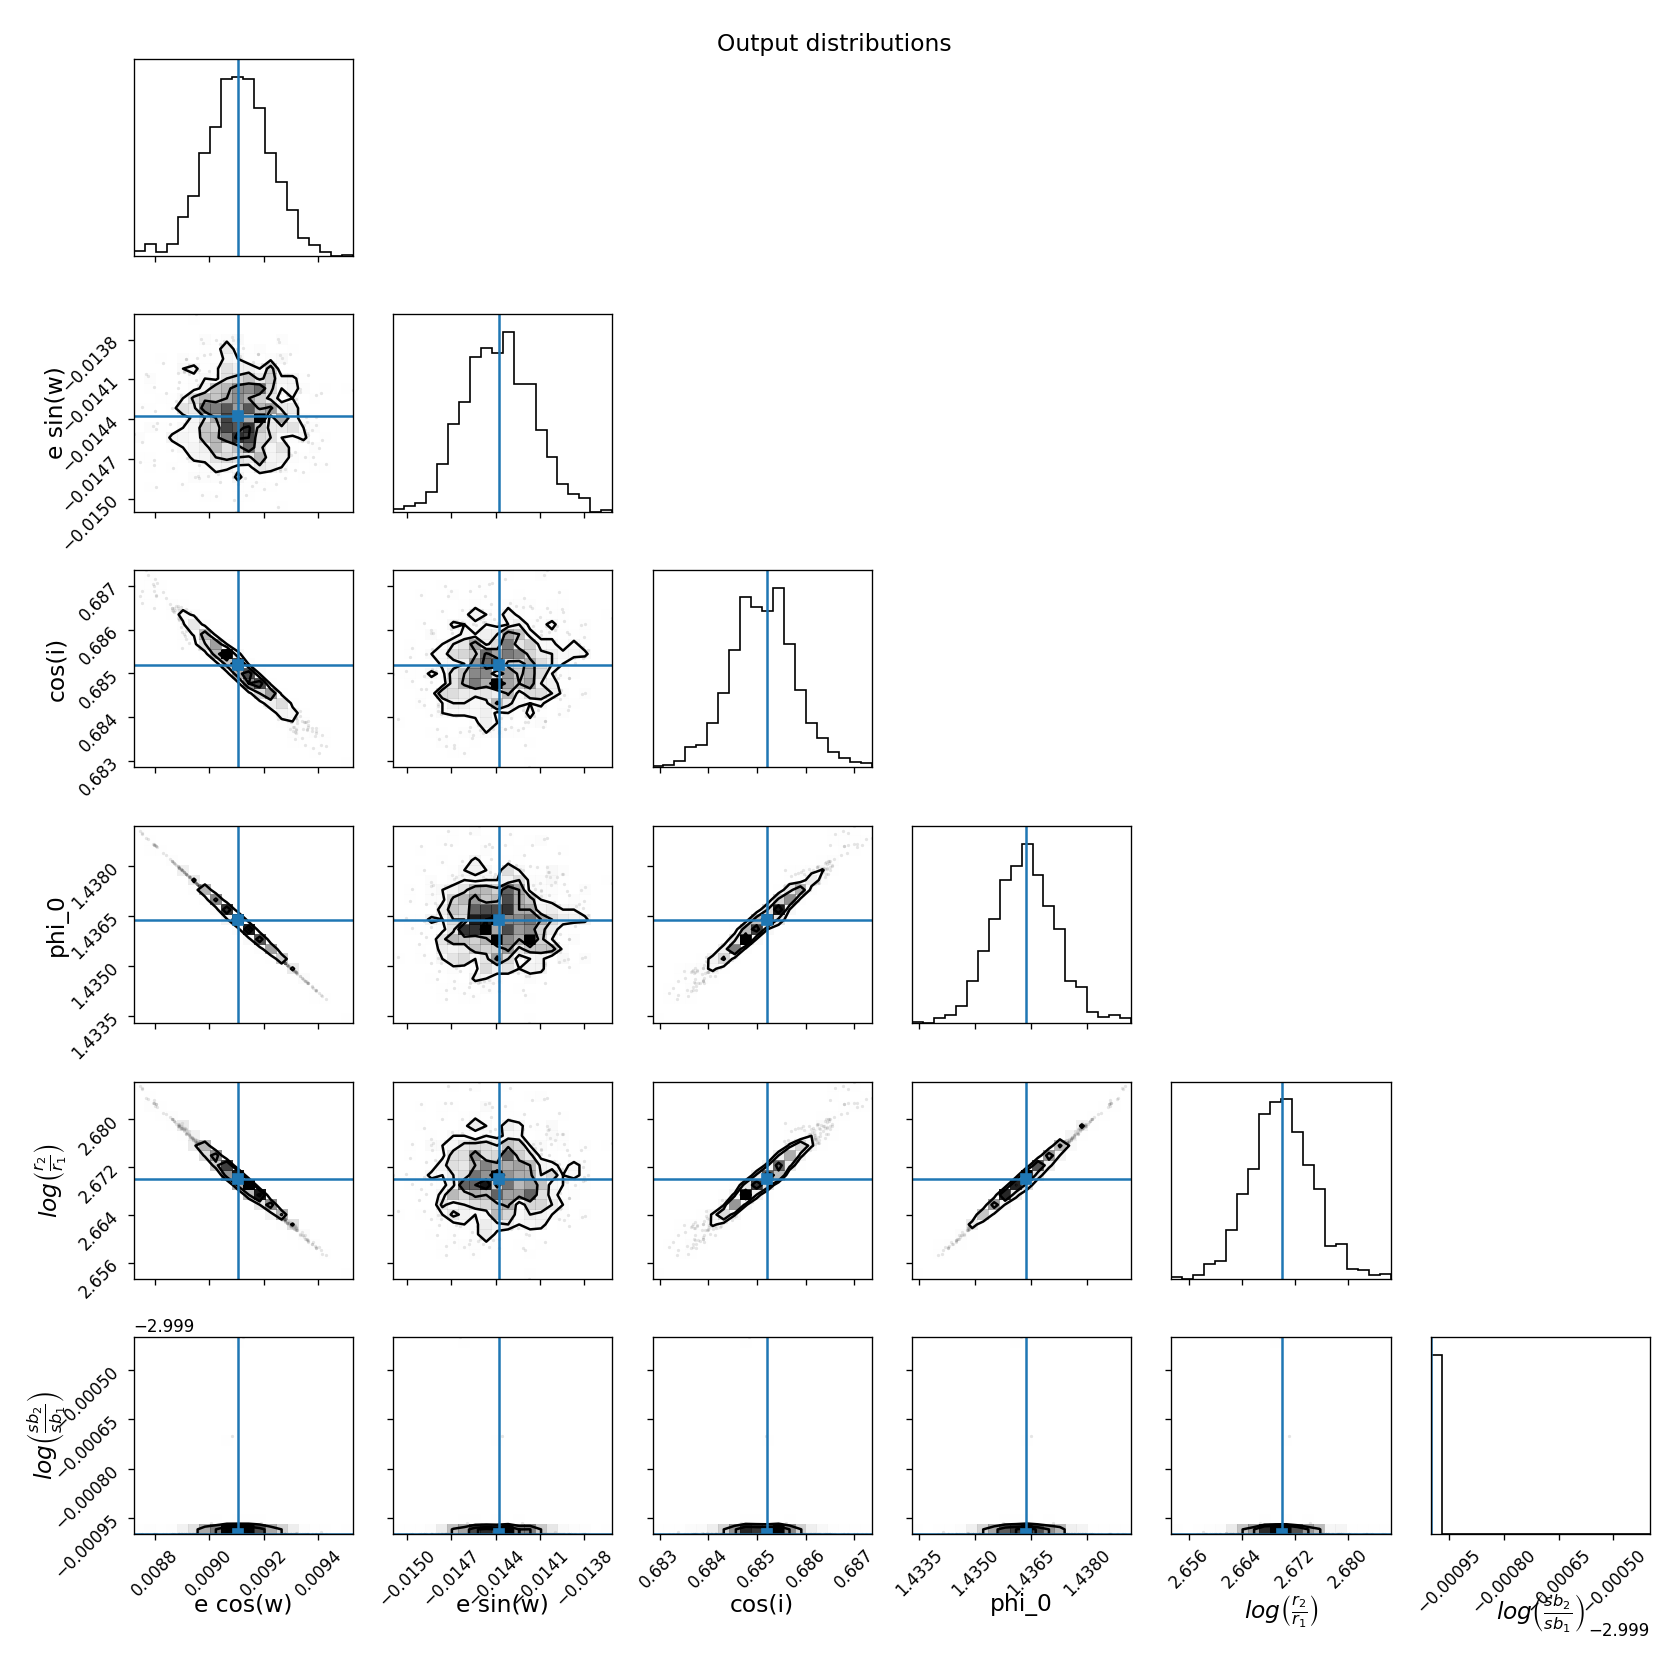 Output distributions
e sin(w)
−0.0138
−0.0141
−0.0144
−0.0147
−0.0150
cos(i)
0.687
0.686
0.685
0.684
0.683
phi_0
1.4380
1.4365
1.4350
1.4335
log(r₂/r₁)
2.680
2.672
2.664
2.656
−2.999
log(sb₂/sb₁)
−0.00050
−0.00065
−0.00080
−0.00095
0.0088 0.0090 0.0092 0.0094
e cos(w)
−0.0150 −0.0147 −0.0144 −0.0141 −0.0138
e sin(w)
0.683 0.684 0.685 0.686 0.687
cos(i)
1.4335 1.4350 1.4365 1.4380
phi_0
2.656 2.664 2.672 2.680
log(r₂/r₁)
−0.00095 −0.00080 −0.00065 −0.00050
log(sb₂/sb₁)
−2.999